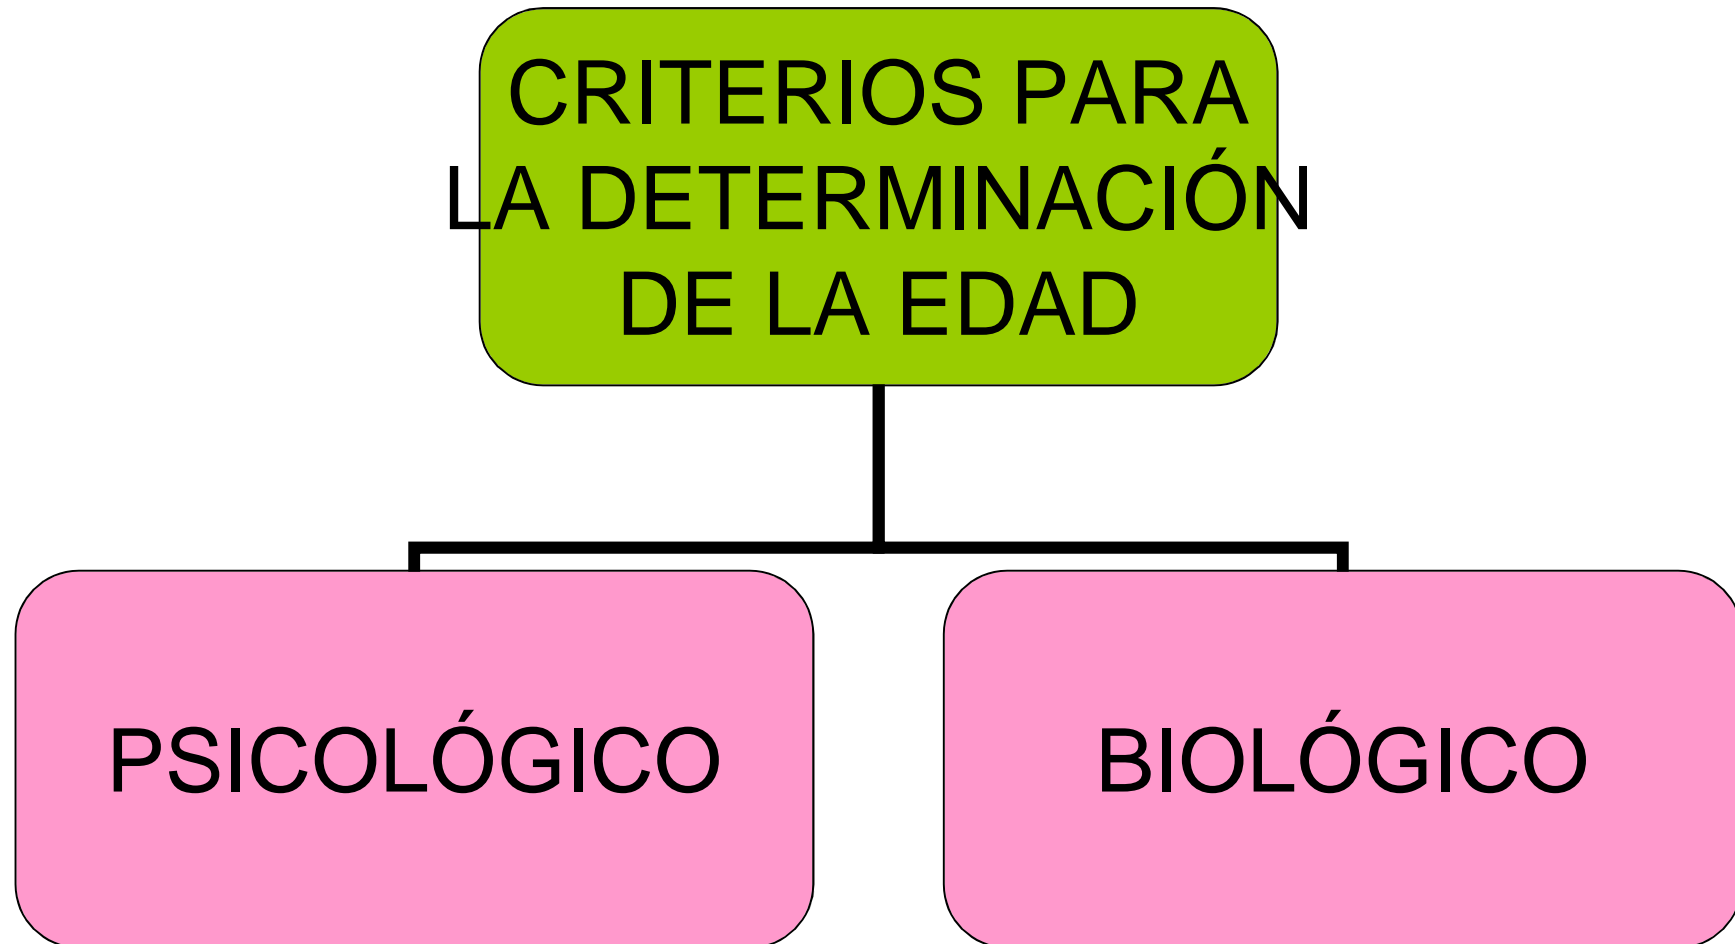 CRITERIOS PARA
LA DETERMINACIÓN
DE LA EDAD
PSICOLÓGICO
BIOLÓGICO